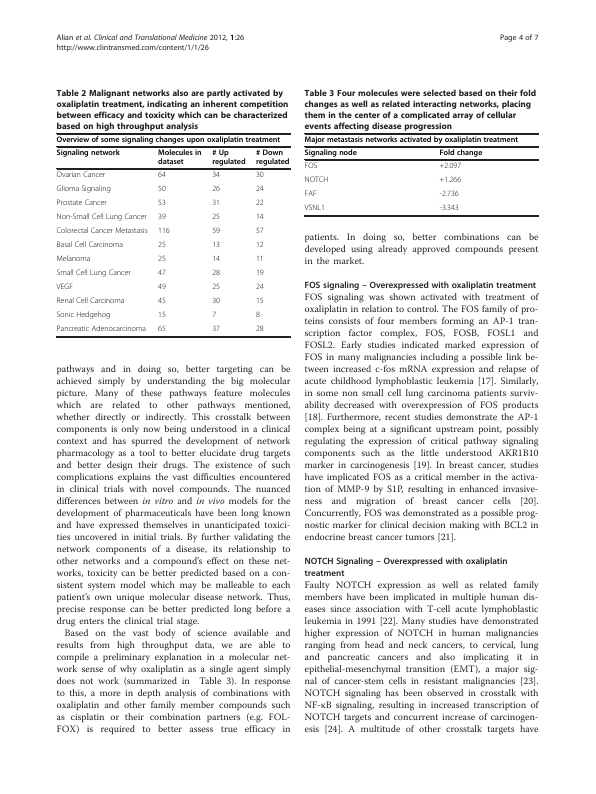 Alian et al. Clinical and Translational Medicine 2012, 1:26
http://www.clintransmed.com/content/1/1/26
Page 4 of 7
Table 2 Malignant networks also are partly activated by
oxaliplatin treatment, indicating an inherent competition
between efficacy and toxicity which can be characterized
based on high throughput analysis
Overview of some signaling changes upon oxaliplatin treatment
Signaling network Molecules in dataset # Up regulated # Down regulated
Ovarian Cancer 64 34 30
Glioma Signaling 50 26 24
Prostate Cancer 53 31 22
Non-Small Cell Lung Cancer 39 25 14
Colorectal Cancer Metastasis 116 59 57
Basal Cell Carcinoma 25 13 12
Melanoma 25 14 11
Small Cell Lung Cancer 47 28 19
VEGF 49 25 24
Renal Cell Carcinoma 45 30 15
Sonic Hedgehog 15 7 8
Pancreatic Adenocarcinoma 65 37 28
pathways and in doing so, better targeting can be
achieved simply by understanding the big molecular
picture. Many of these pathways feature molecules
which are related to other pathways mentioned,
whether directly or indirectly. This crosstalk between
components is only now being understood in a clinical
context and has spurred the development of network
pharmacology as a tool to better elucidate drug targets
and better design their drugs. The existence of such
complications explains the vast difficulties encountered
in clinical trials with novel compounds. The nuanced
differences between in vitro and in vivo models for the
development of pharmaceuticals have been long known
and have expressed themselves in unanticipated toxici-
ties uncovered in initial trials. By further validating the
network components of a disease, its relationship to
other networks and a compound's effect on these net-
works, toxicity can be better predicted based on a con-
sistent system model which may be malleable to each
patient's own unique molecular disease network. Thus,
precise response can be better predicted long before a
drug enters the clinical trial stage.
Based on the vast body of science available and
results from high throughput data, we are able to
compile a preliminary explanation in a molecular net-
work sense of why oxaliplatin as a single agent simply
does not work (summarized in Table 3). In response
to this, a more in depth analysis of combinations with
oxaliplatin and other family member compounds such
as cisplatin or their combination partners (e.g. FOL-
FOX) is required to better assess true efficacy in
Table 3 Four molecules were selected based on their fold
changes as well as related interacting networks, placing
them in the center of a complicated array of cellular
events affecting disease progression
Major metastasis networks activated by oxaliplatin treatment
Signaling node Fold change
FOS +2.097
NOTCH +1.266
FAF -2.736
VSNL1 -3.343
patients. In doing so, better combinations can be
developed using already approved compounds present
in the market.
FOS signaling – Overexpressed with oxaliplatin treatment
FOS signaling was shown activated with treatment of
oxaliplatin in relation to control. The FOS family of pro-
teins consists of four members forming an AP-1 tran-
scription factor complex, FOS, FOSB, FOSL1 and
FOSL2. Early studies indicated marked expression of
FOS in many malignancies including a possible link be-
tween increased c-fos mRNA expression and relapse of
acute childhood lymphoblastic leukemia [17]. Similarly,
in some non small cell lung carcinoma patients surviv-
ability decreased with overexpression of FOS products
[18]. Furthermore, recent studies demonstrate the AP-1
complex being at a significant upstream point, possibly
regulating the expression of critical pathway signaling
components such as the little understood AKR1B10
marker in carcinogenesis [19]. In breast cancer, studies
have implicated FOS as a critical member in the activa-
tion of MMP-9 by S1P, resulting in enhanced invasive-
ness and migration of breast cancer cells [20].
Concurrently, FOS was demonstrated as a possible prog-
nostic marker for clinical decision making with BCL2 in
endocrine breast cancer tumors [21].
NOTCH Signaling – Overexpressed with oxaliplatin
treatment
Faulty NOTCH expression as well as related family
members have been implicated in multiple human dis-
eases since association with T-cell acute lymphoblastic
leukemia in 1991 [22]. Many studies have demonstrated
higher expression of NOTCH in human malignancies
ranging from head and neck cancers, to cervical, lung
and pancreatic cancers and also implicating it in
epithelial-mesenchymal transition (EMT), a major sig-
nal of cancer-stem cells in resistant malignancies [23].
NOTCH signaling has been observed in crosstalk with
NF-κB signaling, resulting in increased transcription of
NOTCH targets and concurrent increase of carcinogen-
esis [24]. A multitude of other crosstalk targets have